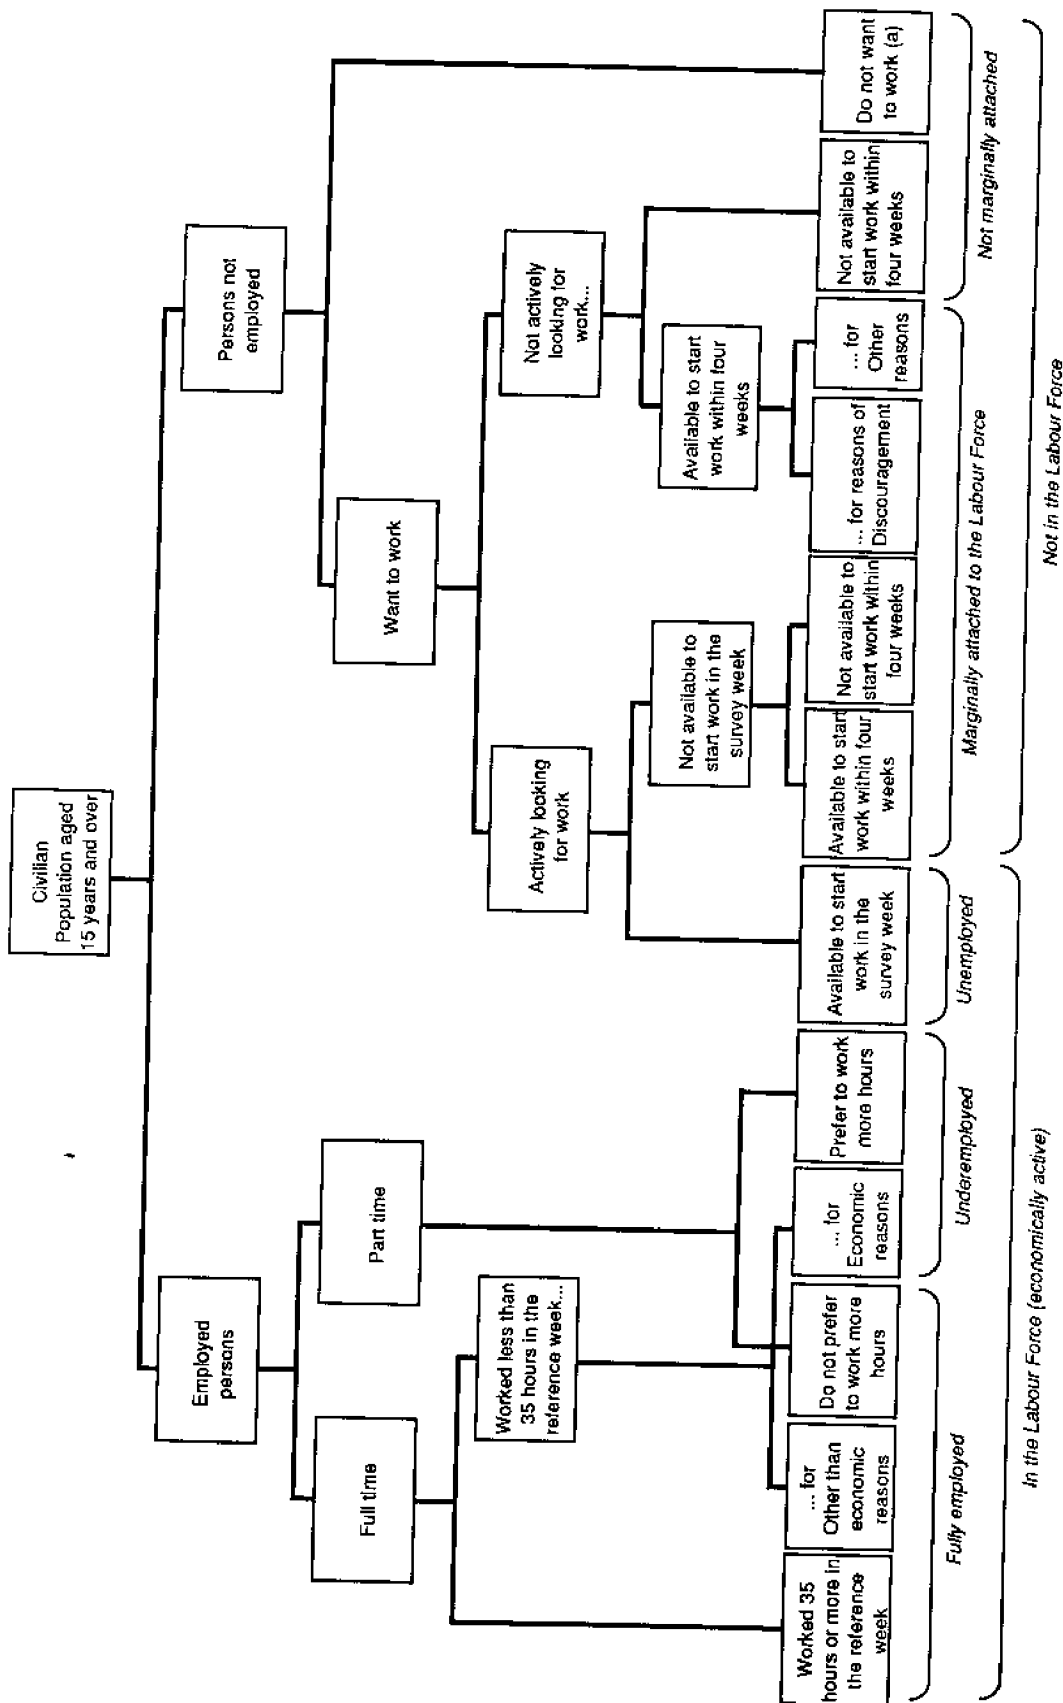 Civilian
Population aged
15 years and over
Employed
persons
Persons not
employed
Full time
Part time
Want to work
Worked less than
35 hours in the
reference week...
Actively looking
for work
Not actively
looking for
work...
Not available to
start work in the
survey week
Available to start
work within four
weeks
Worked 35
hours or more in
the reference
week
... for
Other than
economic
reasons
Do not prefer
to work more
hours
... for
Economic
reasons
Prefer to work
more hours
Available to start
work in the
survey week
Available to start
work within four
weeks
Not available to
start work within
four weeks
... for reasons of
Discouragement
... for
Other
reasons
Not available to
start work within
four weeks
Do not want
to work (a)
Fully employed
Underemployed
Unemployed
Marginally attached to the Labour Force
Not marginally attached
In the Labour Force (economically active)
Not in the Labour Force